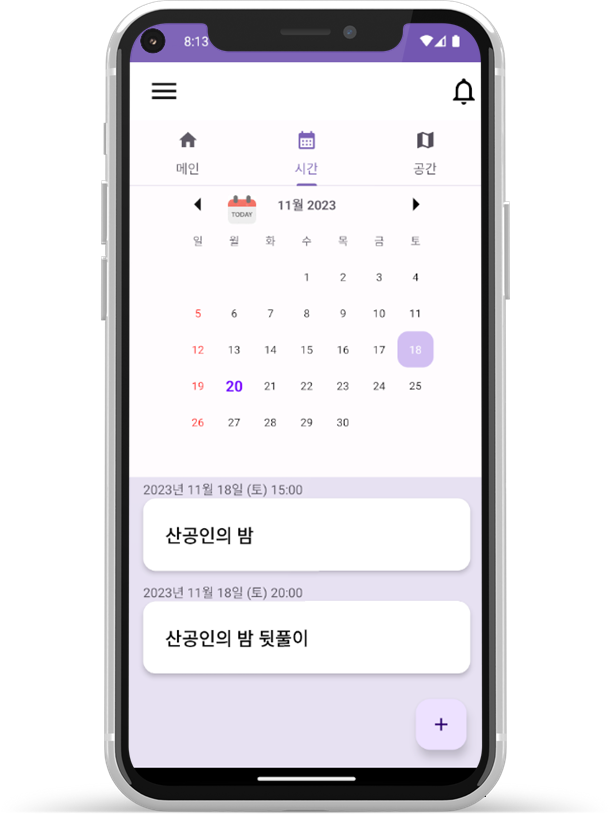 8:13
메인 시간 공간
TODAY 11월 2023
일 월 화 수 목 금 토
1 2 3 4
5 6 7 8 9 10 11
12 13 14 15 16 17 18
19 20 21 22 23 24 25
26 27 28 29 30
2023년 11월 18일 (토) 15:00
산공인의 밤
2023년 11월 18일 (토) 20:00
산공인의 밤 뒷풀이
+